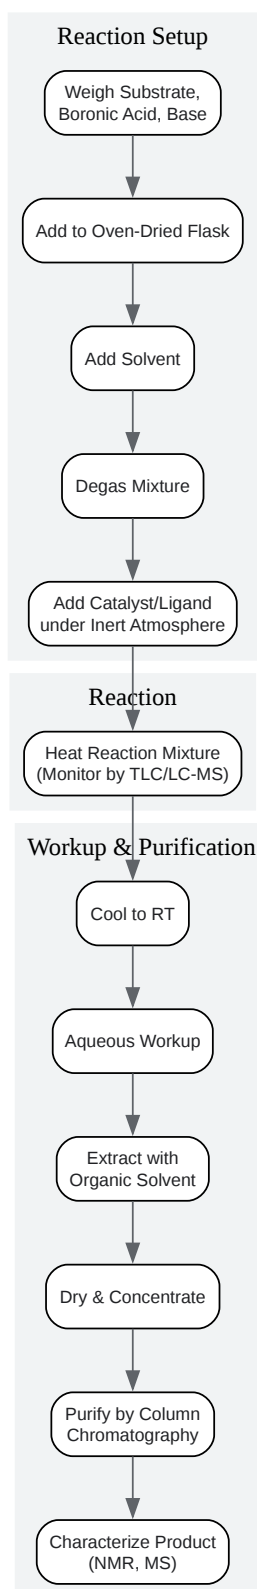 Reaction Setup
Weigh Substrate,
Boronic Acid, Base
Add to Oven-Dried Flask
Add Solvent
Degas Mixture
Add Catalyst/Ligand
under Inert Atmosphere
Reaction
Heat Reaction Mixture
(Monitor by TLC/LC-MS)
Workup & Purification
Cool to RT
Aqueous Workup
Extract with
Organic Solvent
Dry & Concentrate
Purify by Column
Chromatography
Characterize Product
(NMR, MS)